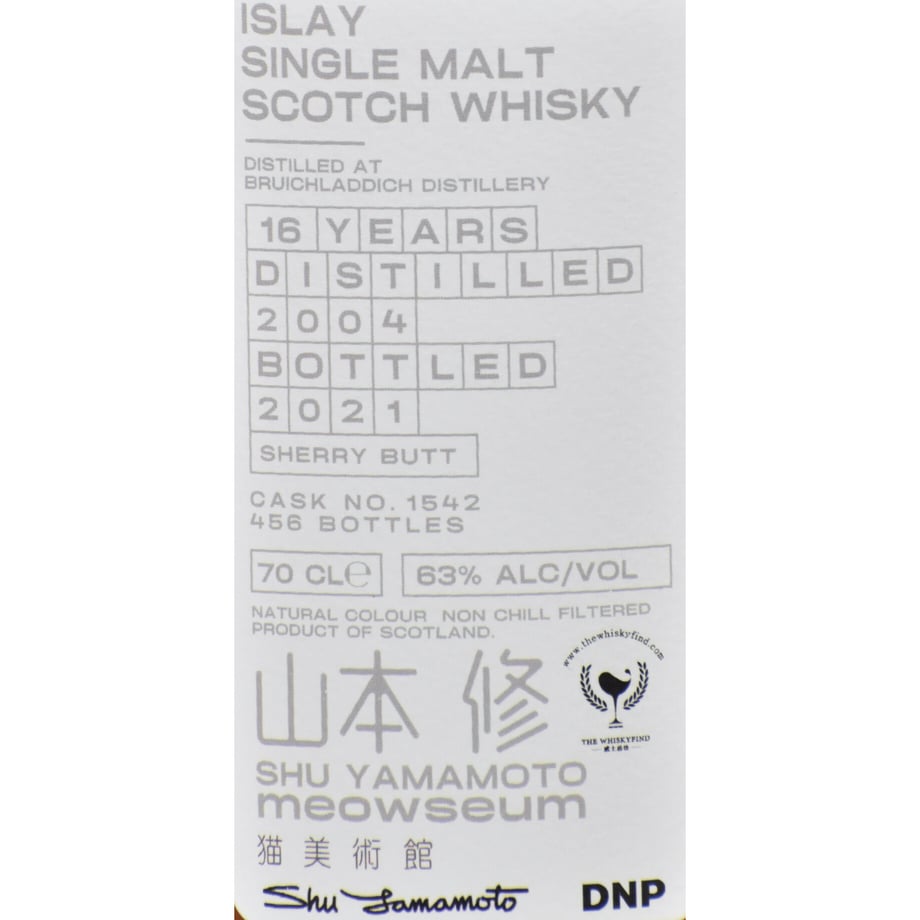 ISLAY
SINGLE MALT
SCOTCH WHISKY
DISTILLED AT
BRUICHLADDICH DISTILLERY
16 YEARS
DISTILLED
2004
BOTTLED
2021
SHERRY BUTT
CASK NO. 1542
456 BOTTLES
70 CL℮ 63% ALC/VOL
NATURAL COLOUR NON CHILL FILTERED
PRODUCT OF SCOTLAND.
www.thewhiskyfind.com
THE WHISKYFIND
山本 修
SHU YAMAMOTO
meowseum
猫美術館
Shu Yamamoto
DNP